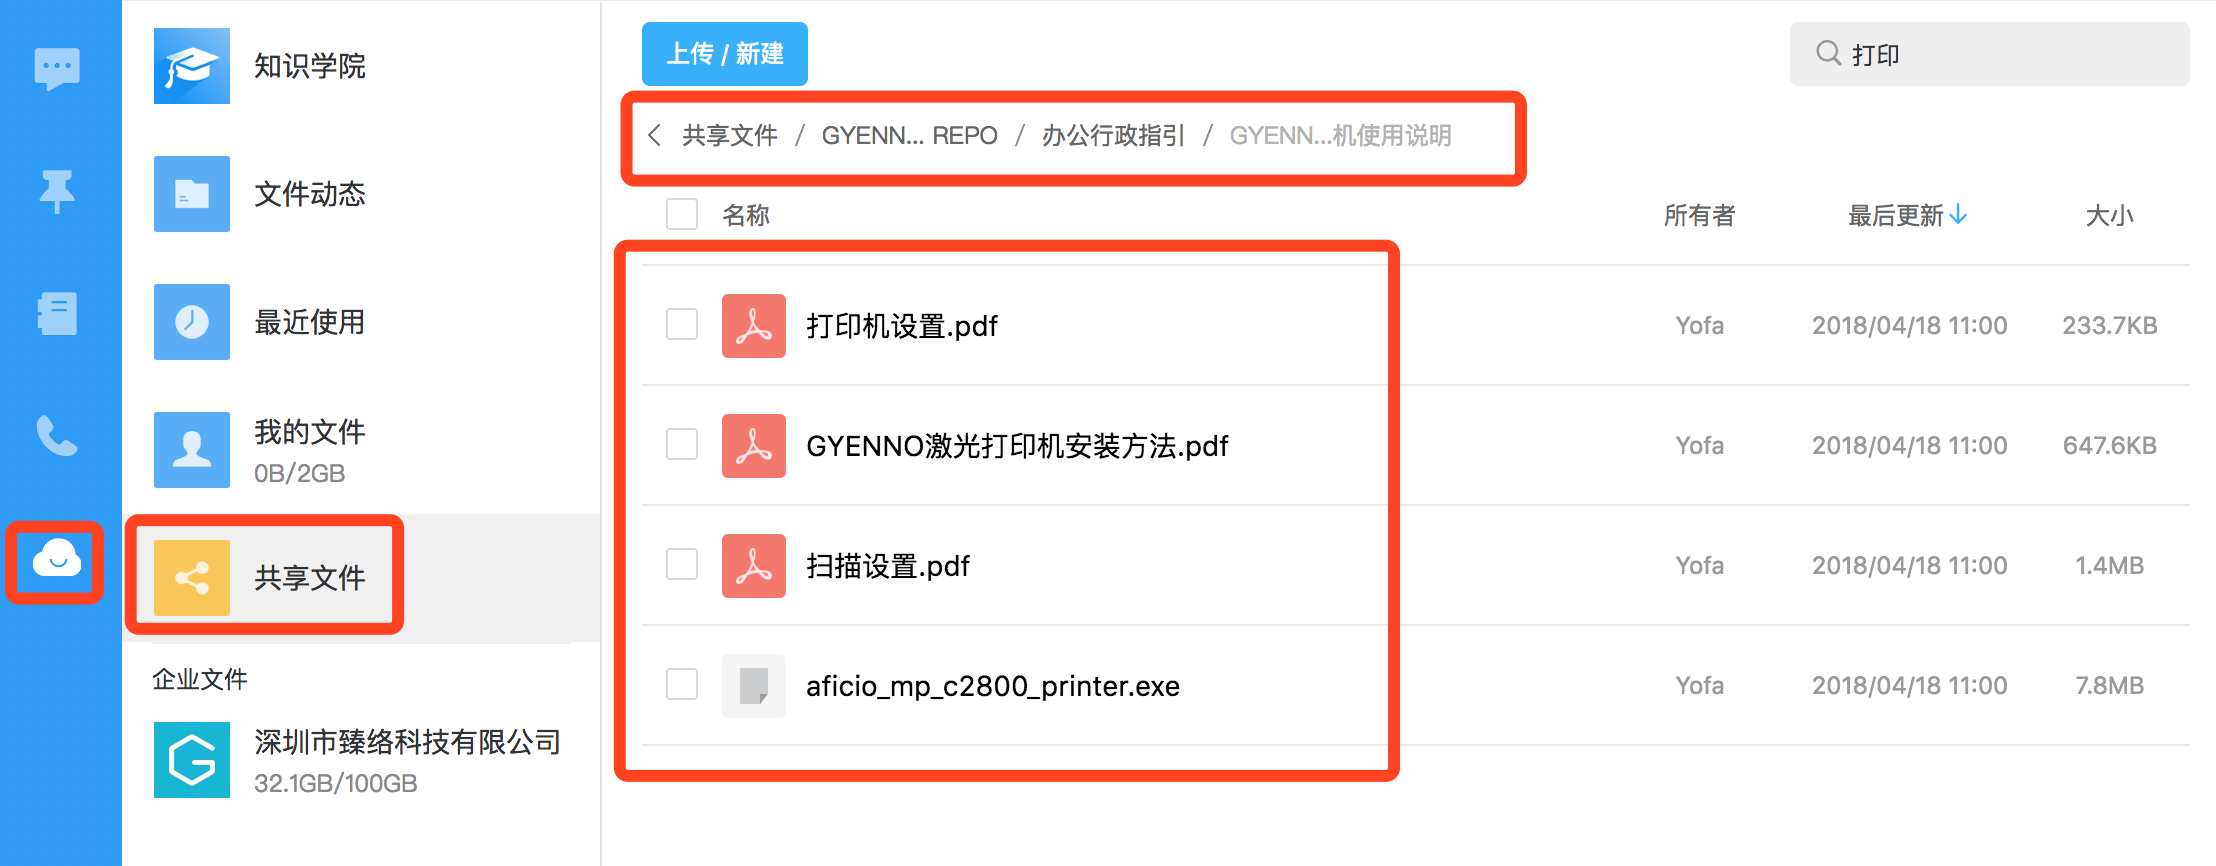 知识学院
文件动态
最近使用
我的文件
0B/2GB
共享文件
企业文件
深圳市臻络科技有限公司
32.1GB/100GB
上传 / 新建
打印
共享文件 / GYENN... REPO / 办公行政指引 / GYENN...机使用说明
名称 所有者 最后更新 大小
打印机设置.pdf Yofa 2018/04/18 11:00 233.7KB
GYENNO激光打印机安装方法.pdf Yofa 2018/04/18 11:00 647.6KB
扫描设置.pdf Yofa 2018/04/18 11:00 1.4MB
aficio_mp_c2800_printer.exe Yofa 2018/04/18 11:00 7.8MB